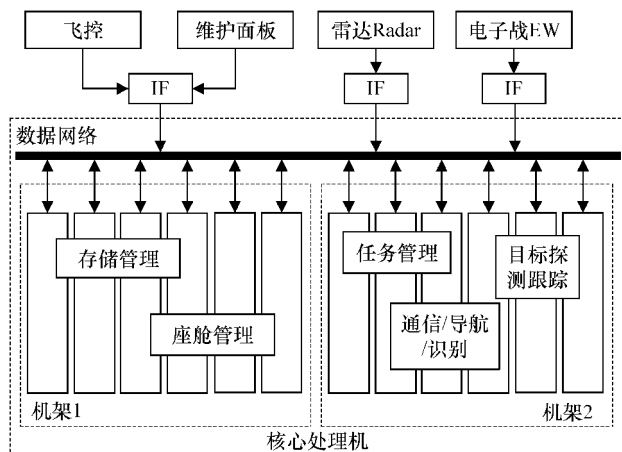 飞控
维护面板
雷达Radar
电子战EW
IF
IF
IF
数据网络
存储管理
座舱管理
任务管理
通信/导航
/识别
目标探
测跟踪
机架1
机架2
核心处理机